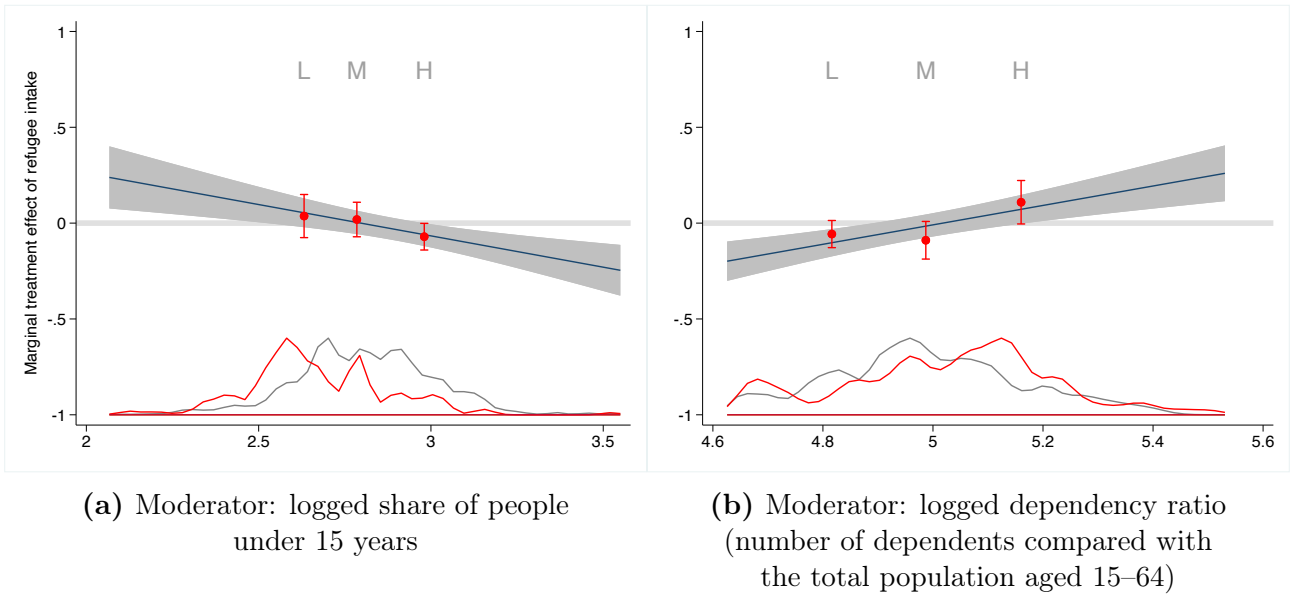 Marginal treatment effect of refugee intake
1
.5
0
-.5
-1
L M H
2 2.5 3 3.5
1
.5
0
-.5
-1
L M H
4.6 4.8 5 5.2 5.4 5.6
(a) Moderator: logged share of people
under 15 years
(b) Moderator: logged dependency ratio
(number of dependents compared with
the total population aged 15–64)